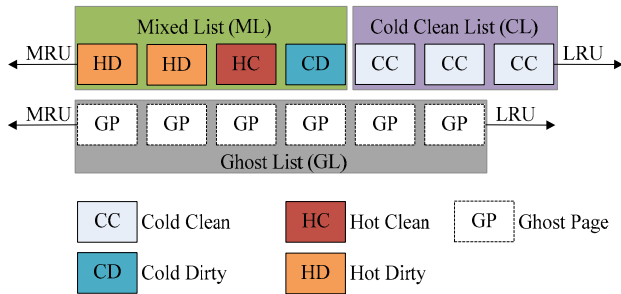 Mixed List (ML) Cold Clean List (CL)
MRU HD HD HC CD CC CC CC LRU
MRU GP GP GP GP GP GP LRU
Ghost List (GL)
CC Cold Clean HC Hot Clean GP Ghost Page
CD Cold Dirty HD Hot Dirty